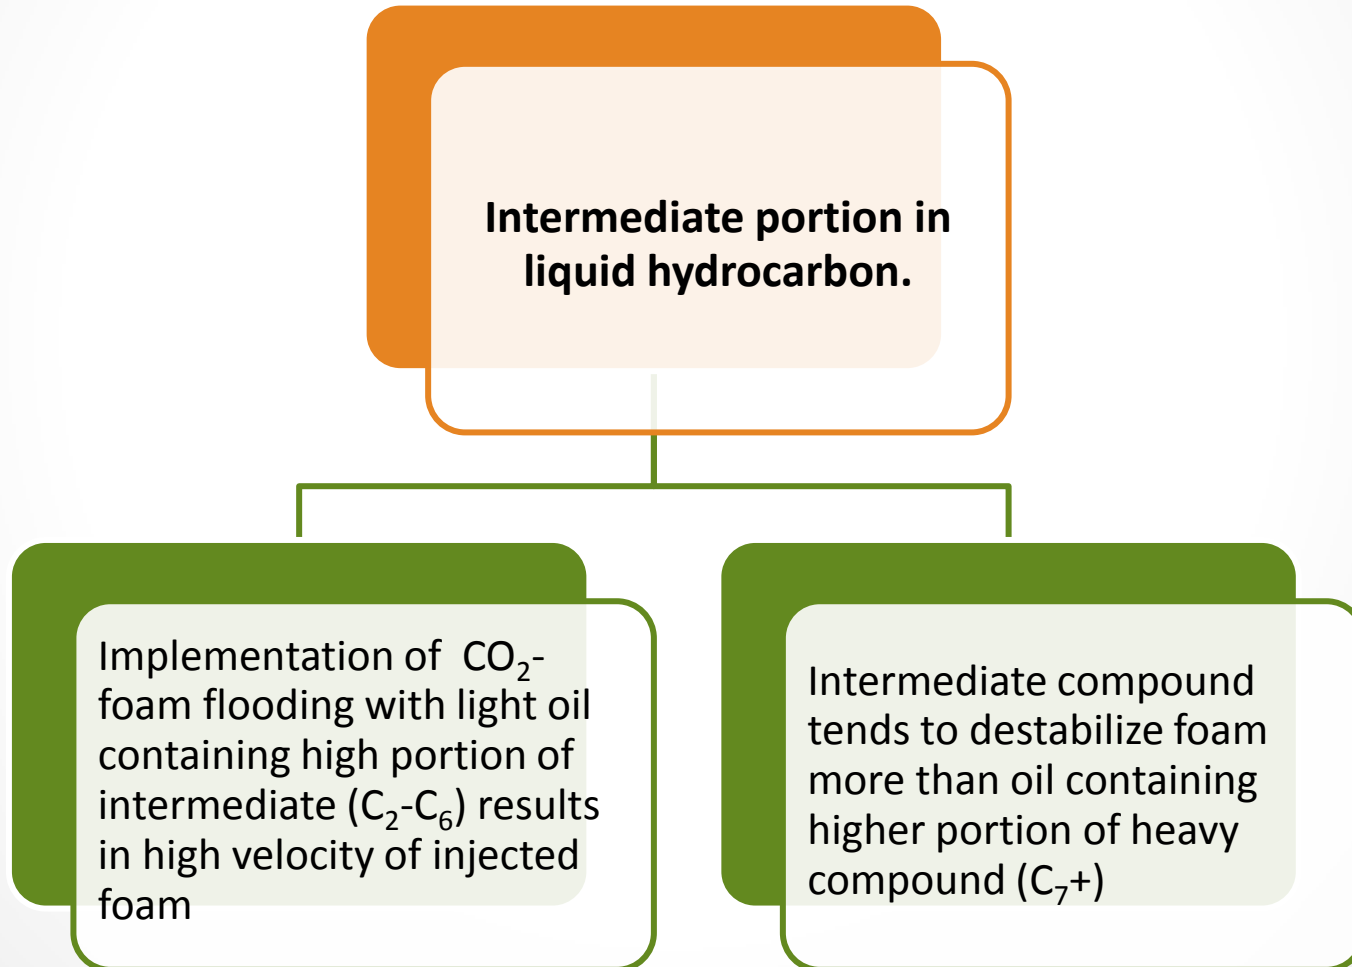 Intermediate portion in
liquid hydrocarbon.
Implementation of  CO₂-
foam flooding with light oil
containing high portion of
intermediate (C₂-C₆) results
in high velocity of injected
foam
Intermediate compound
tends to destabilize foam
more than oil containing
higher portion of heavy
compound (C₇+)